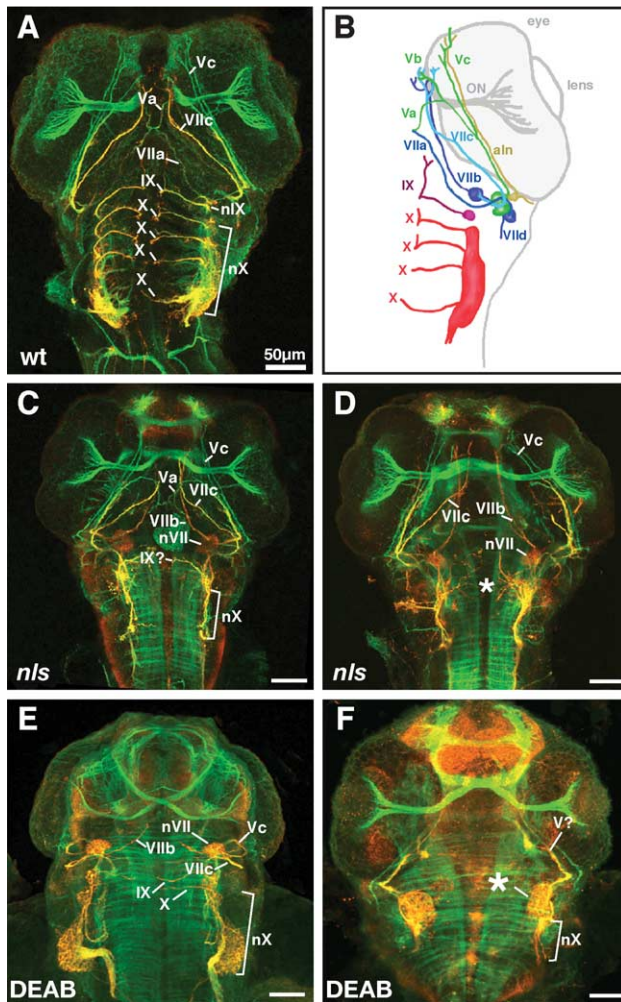 A
Vc
Va
VIIc
VIIa
IX
X
X
X
X
nIX
nX
wt
50µm
B
eye
lens
Vb
Vc
ON
Va
VIIa
VIIc
aln
VIIb
IX
VIId
X
X
X
X
C
Vc
Va
VIIc
VIIb-
nVII
IX?
nX
nls
D
Vc
VIIc
VIIb
nVII
*
nls
E
nVII
Vc
VIIb
VIIc
IX
X
nX
DEAB
F
V?
*
nX
DEAB